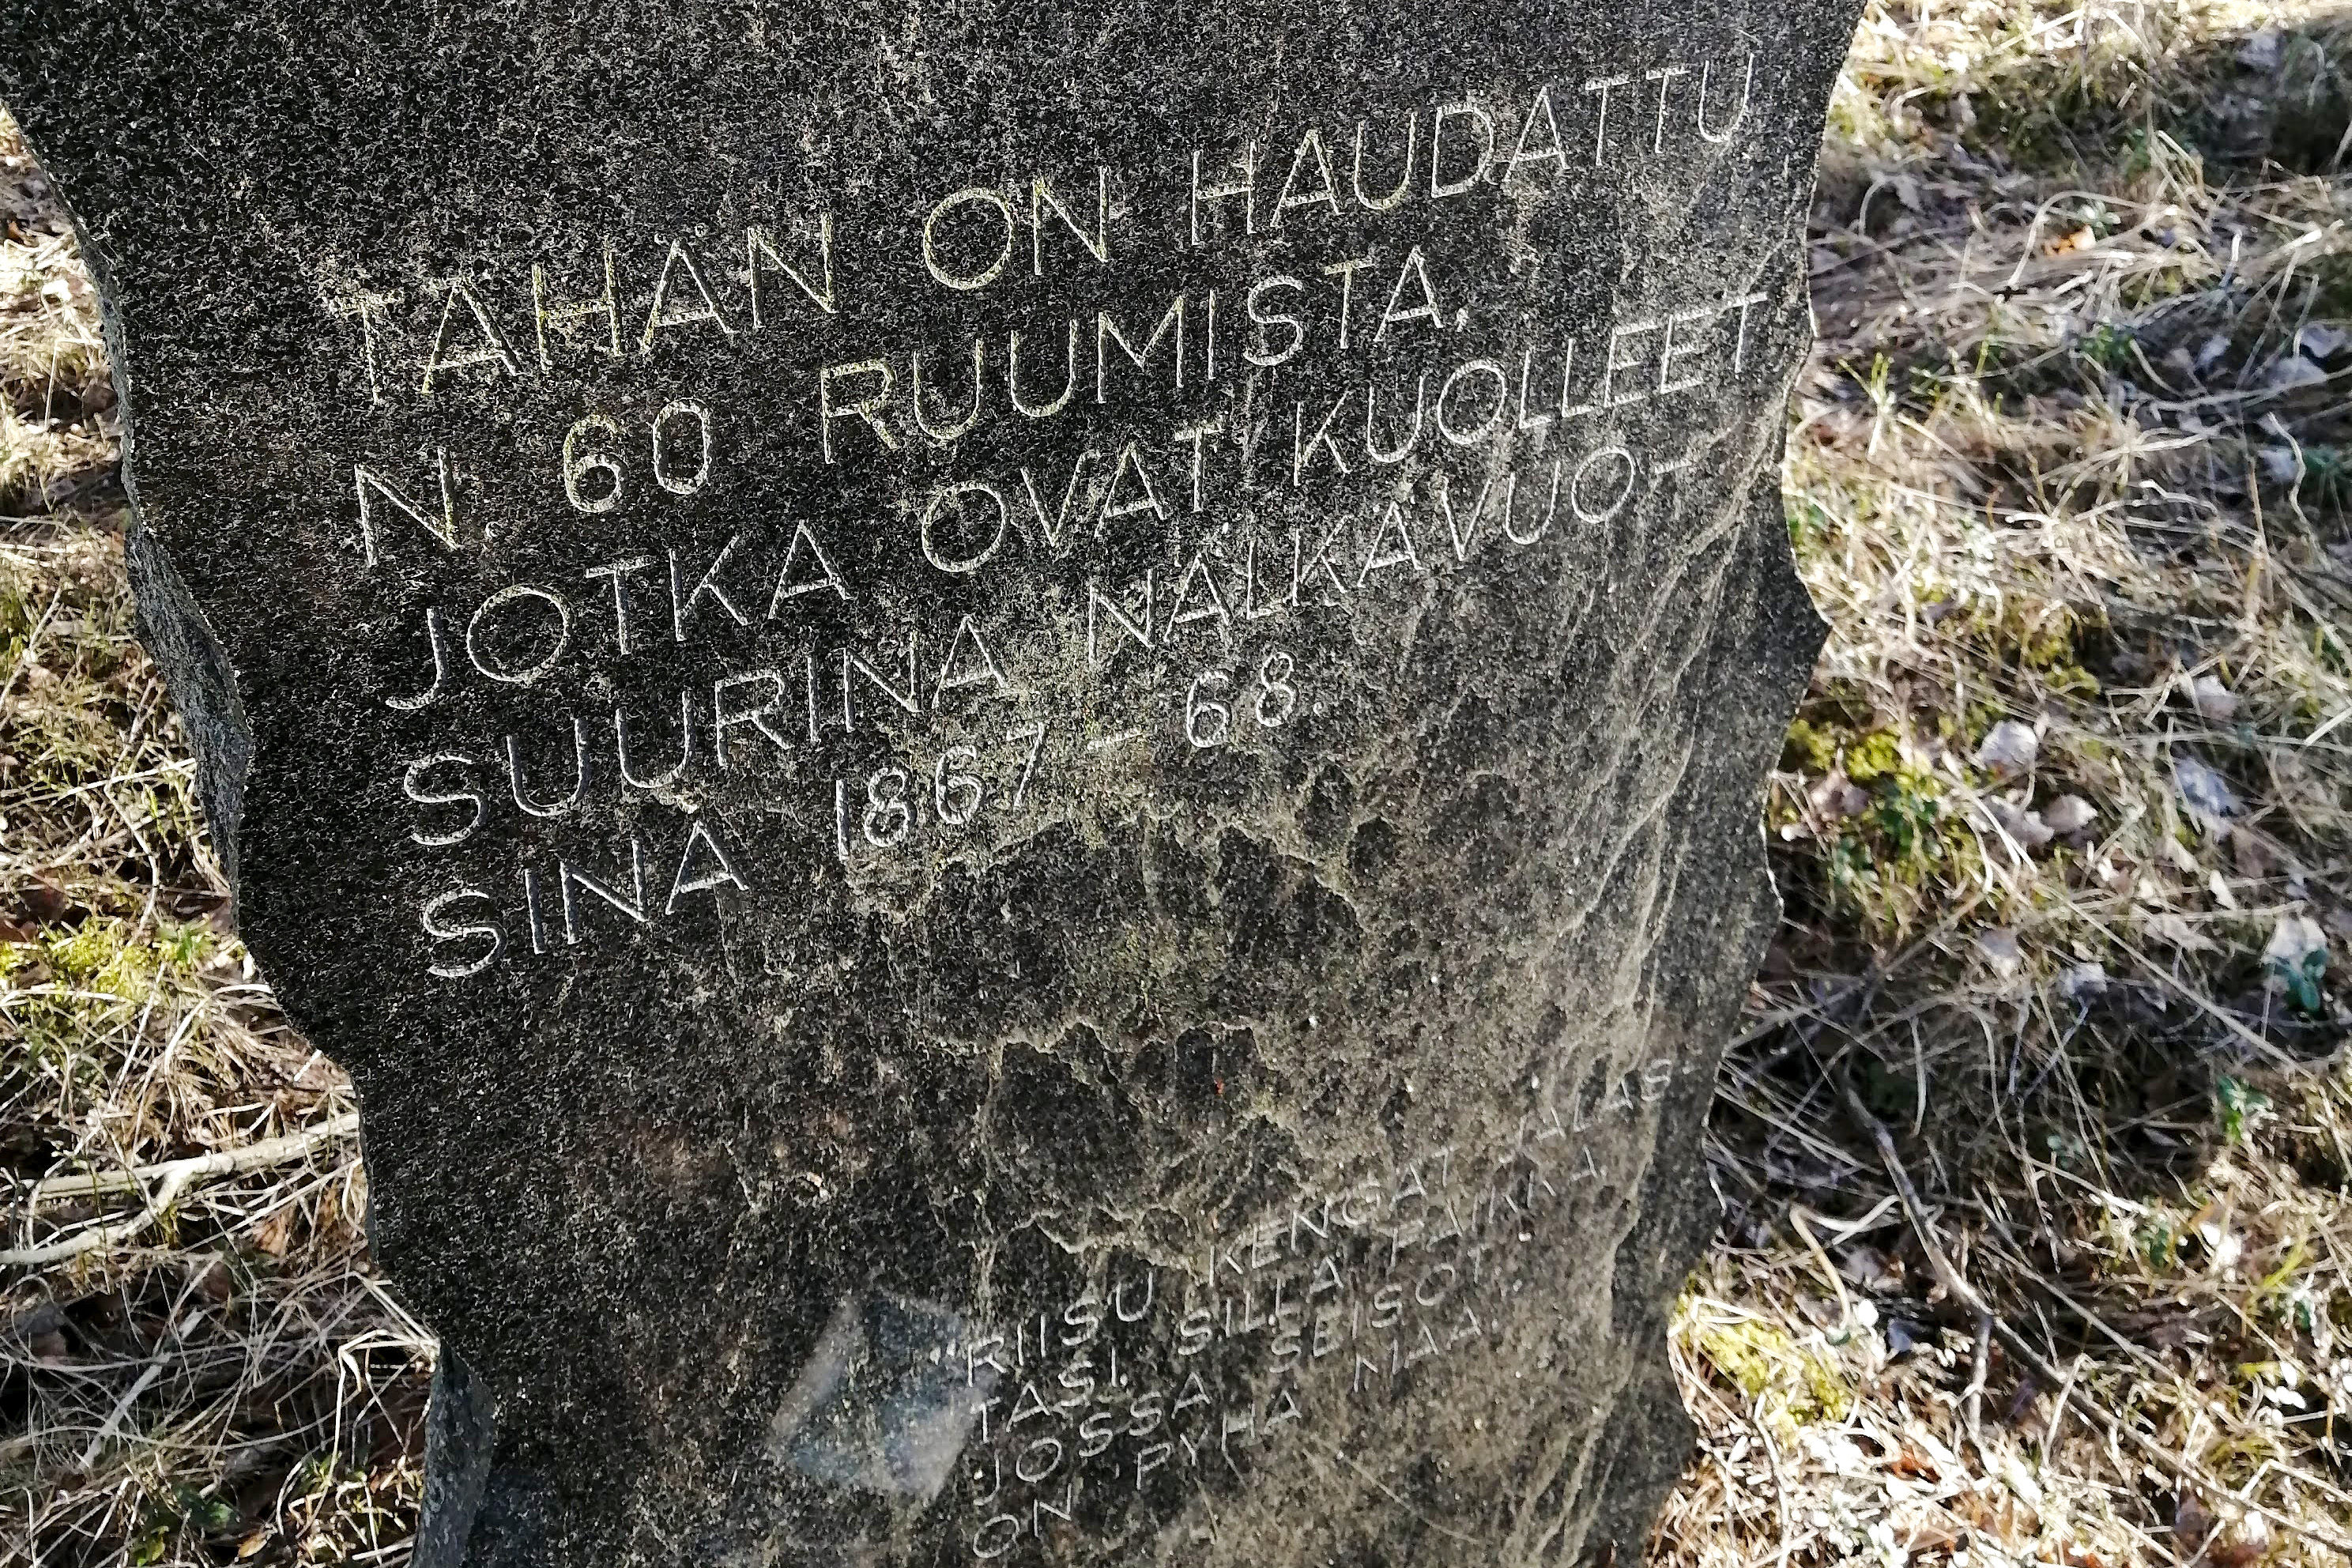 TÄHÄN ON HAUDATTU
N. 60 RUUMISTA,
JOTKA OVAT KUOLLEET
SUURINA NÄLKÄVUO-
SINA 1867 - 68.
"RIISU KENGÄT JALAS
TASI. SILLÄ PAIKKA
JOSSA SEISOT
ON PYHÄ MAA."